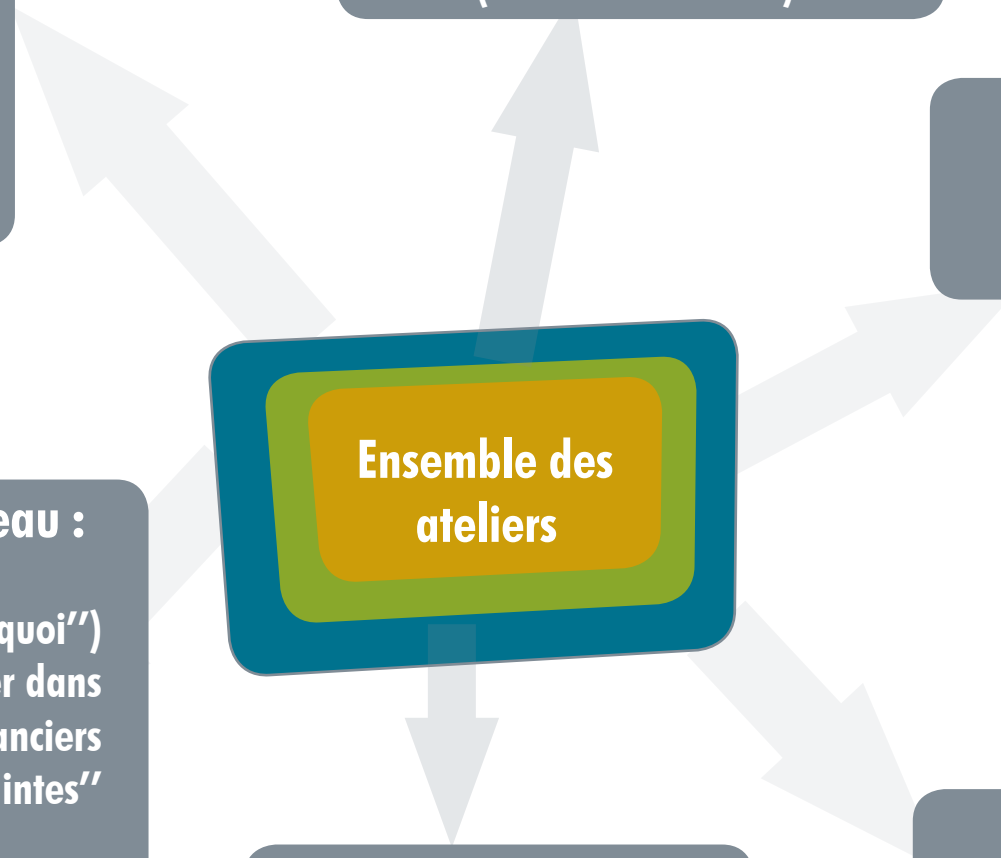 Ensemble des
ateliers
eau :
quoi’’)
er dans
anciers
intes’’